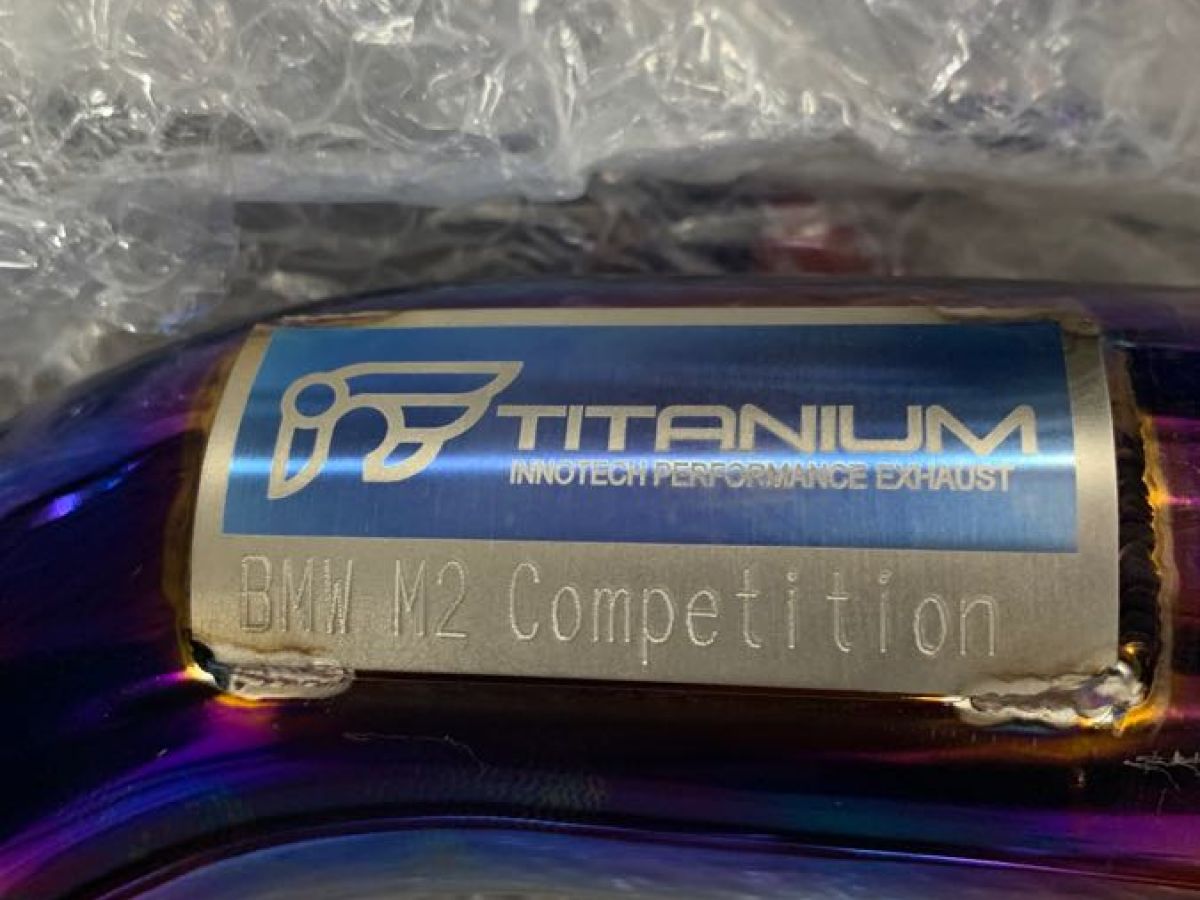 TITANIUM
INNOTECH PERFORMANCE EXHAUST
BMW M2 Competition